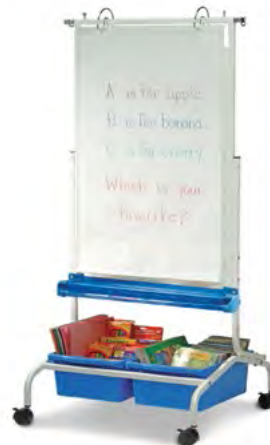 A is for apple
B is for banana
C is for cherry
Which is your
favorite?